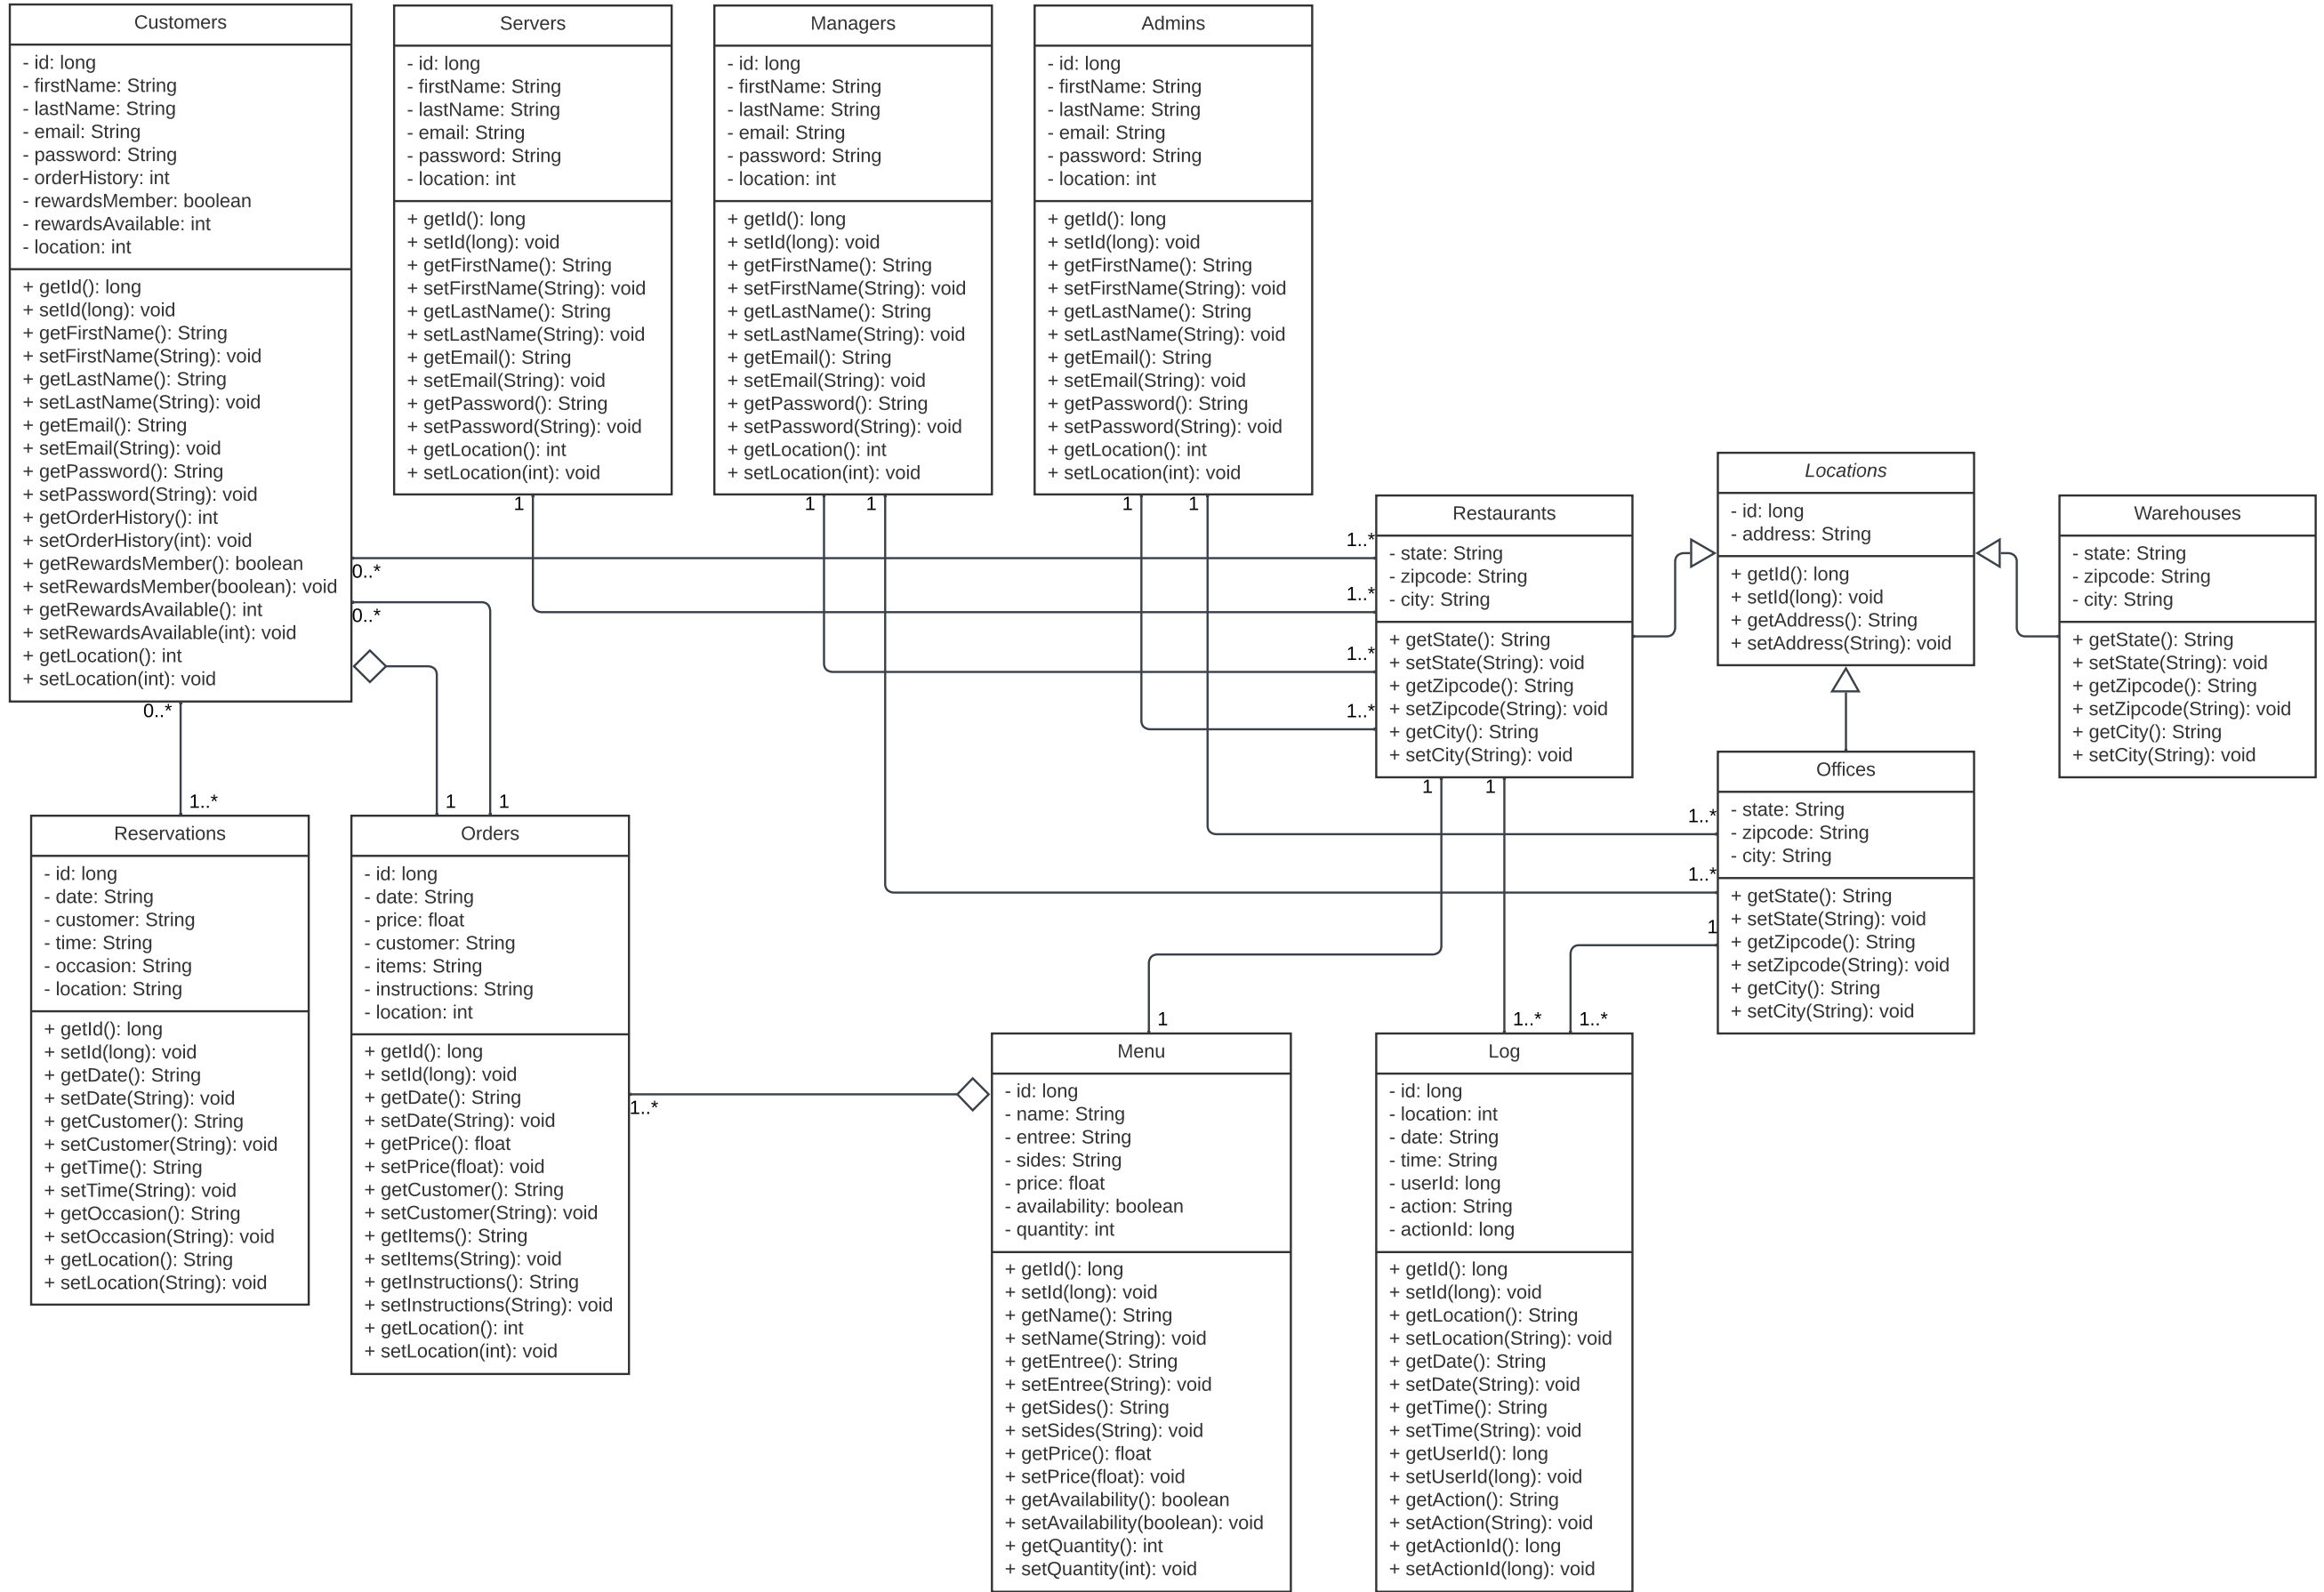 Customers
- id: long
- firstName: String
- lastName: String
- email: String
- password: String
- orderHistory: int
- rewardsMember: boolean
- rewardsAvailable: int
- location: int
+ getId(): long
+ setId(long): void
+ getFirstName(): String
+ setFirstName(String): void
+ getLastName(): String
+ setLastName(String): void
+ getEmail(): String
+ setEmail(String): void
+ getPassword(): String
+ setPassword(String): void
+ getOrderHistory(): int
+ setOrderHistory(int): void
+ getRewardsMember(): boolean
+ setRewardsMember(boolean): void
+ getRewardsAvailable(): int
+ setRewardsAvailable(int): void
+ getLocation(): int
+ setLocation(int): void
Servers
- id: long
- firstName: String
- lastName: String
- email: String
- password: String
- location: int
+ getId(): long
+ setId(long): void
+ getFirstName(): String
+ setFirstName(String): void
+ getLastName(): String
+ setLastName(String): void
+ getEmail(): String
+ setEmail(String): void
+ getPassword(): String
+ setPassword(String): void
+ getLocation(): int
+ setLocation(int): void
Managers
- id: long
- firstName: String
- lastName: String
- email: String
- password: String
- location: int
+ getId(): long
+ setId(long): void
+ getFirstName(): String
+ setFirstName(String): void
+ getLastName(): String
+ setLastName(String): void
+ getEmail(): String
+ setEmail(String): void
+ getPassword(): String
+ setPassword(String): void
+ getLocation(): int
+ setLocation(int): void
Admins
- id: long
- firstName: String
- lastName: String
- email: String
- password: String
- location: int
+ getId(): long
+ setId(long): void
+ getFirstName(): String
+ setFirstName(String): void
+ getLastName(): String
+ setLastName(String): void
+ getEmail(): String
+ setEmail(String): void
+ getPassword(): String
+ setPassword(String): void
+ getLocation(): int
+ setLocation(int): void
1
1
1
1
1
0..*
1..*
1..*
1..*
1..*
0..*
0..*
1..*
1
1
Restaurants
- state: String
- zipcode: String
- city: String
+ getState(): String
+ setState(String): void
+ getZipcode(): String
+ setZipcode(String): void
+ getCity(): String
+ setCity(String): void
Locations
- id: long
- address: String
+ getId(): long
+ setId(long): void
+ getAddress(): String
+ setAddress(String): void
Warehouses
- state: String
- zipcode: String
- city: String
+ getState(): String
+ setState(String): void
+ getZipcode(): String
+ setZipcode(String): void
+ getCity(): String
+ setCity(String): void
1
1
1..*
1..*
1
Offices
- state: String
- zipcode: String
- city: String
+ getState(): String
+ setState(String): void
+ getZipcode(): String
+ setZipcode(String): void
+ getCity(): String
+ setCity(String): void
Reservations
- id: long
- date: String
- customer: String
- time: String
- occasion: String
- location: String
+ getId(): long
+ setId(long): void
+ getDate(): String
+ setDate(String): void
+ getCustomer(): String
+ setCustomer(String): void
+ getTime(): String
+ setTime(String): void
+ getOccasion(): String
+ setOccasion(String): void
+ getLocation(): String
+ setLocation(String): void
Orders
- id: long
- date: String
- price: float
- customer: String
- items: String
- instructions: String
- location: int
+ getId(): long
+ setId(long): void
+ getDate(): String
+ setDate(String): void
+ getPrice(): float
+ setPrice(float): void
+ getCustomer(): String
+ setCustomer(String): void
+ getItems(): String
+ setItems(String): void
+ getInstructions(): String
+ setInstructions(String): void
+ getLocation(): int
+ setLocation(int): void
1..*
1
1..*
1..*
Menu
- id: long
- name: String
- entree: String
- sides: String
- price: float
- availability: boolean
- quantity: int
+ getId(): long
+ setId(long): void
+ getName(): String
+ setName(String): void
+ getEntree(): String
+ setEntree(String): void
+ getSides(): String
+ setSides(String): void
+ getPrice(): float
+ setPrice(float): void
+ getAvailability(): boolean
+ setAvailability(boolean): void
+ getQuantity(): int
+ setQuantity(int): void
Log
- id: long
- location: int
- date: String
- time: String
- userId: long
- action: String
- actionId: long
+ getId(): long
+ setId(long): void
+ getLocation(): String
+ setLocation(String): void
+ getDate(): String
+ setDate(String): void
+ getTime(): String
+ setTime(String): void
+ getUserId(): long
+ setUserId(long): void
+ getAction(): String
+ setAction(String): void
+ getActionId(): long
+ setActionId(long): void